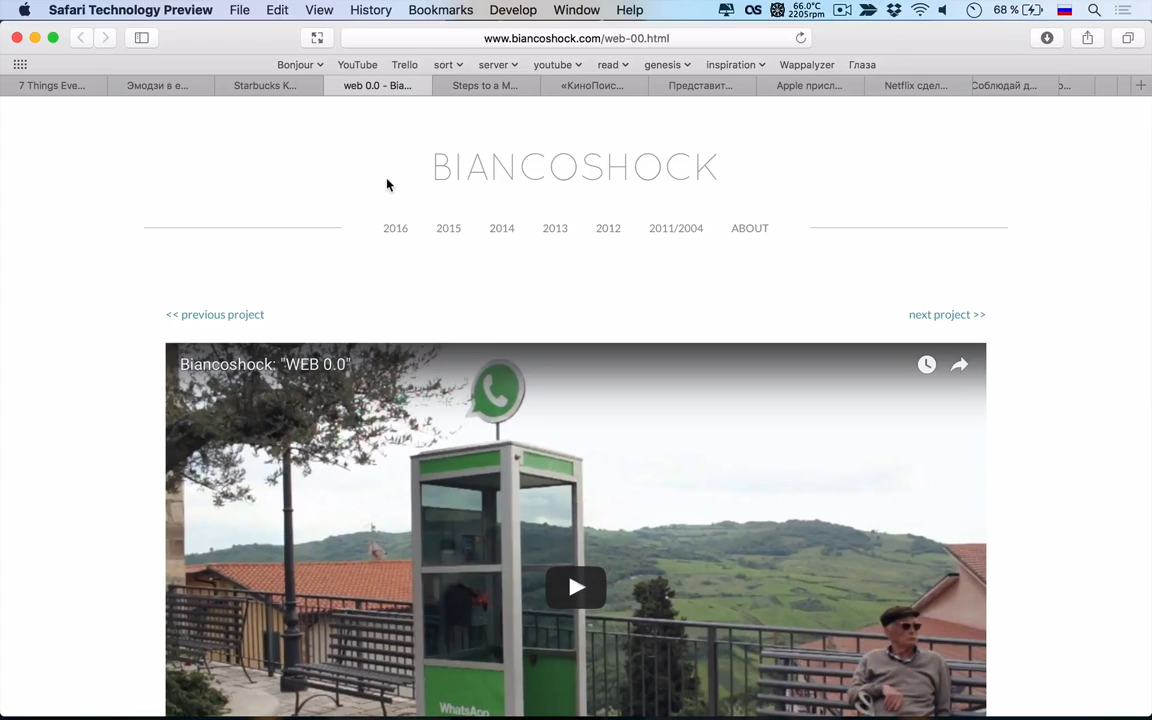 Safari Technology Preview File Edit View History Bookmarks Develop Window Help 66.0°C 2205rpm 68 %
www.biancoshock.com/web-00.html
Bonjour YouTube Trello sort server youtube read genesis inspiration Wappalyzer Глаза
7 Things Eve... Эмодзи в е... Starbucks K... web 0.0 - Bia... Steps to a M... «КиноПоис... Представит... Apple присл... Netflix сдел... Соблюдай д...
BIANCOSHOCK
2016 2015 2014 2013 2012 2011/2004 ABOUT
<< previous project next project >>
Biancoshock: "WEB 0.0"
WhatsApp